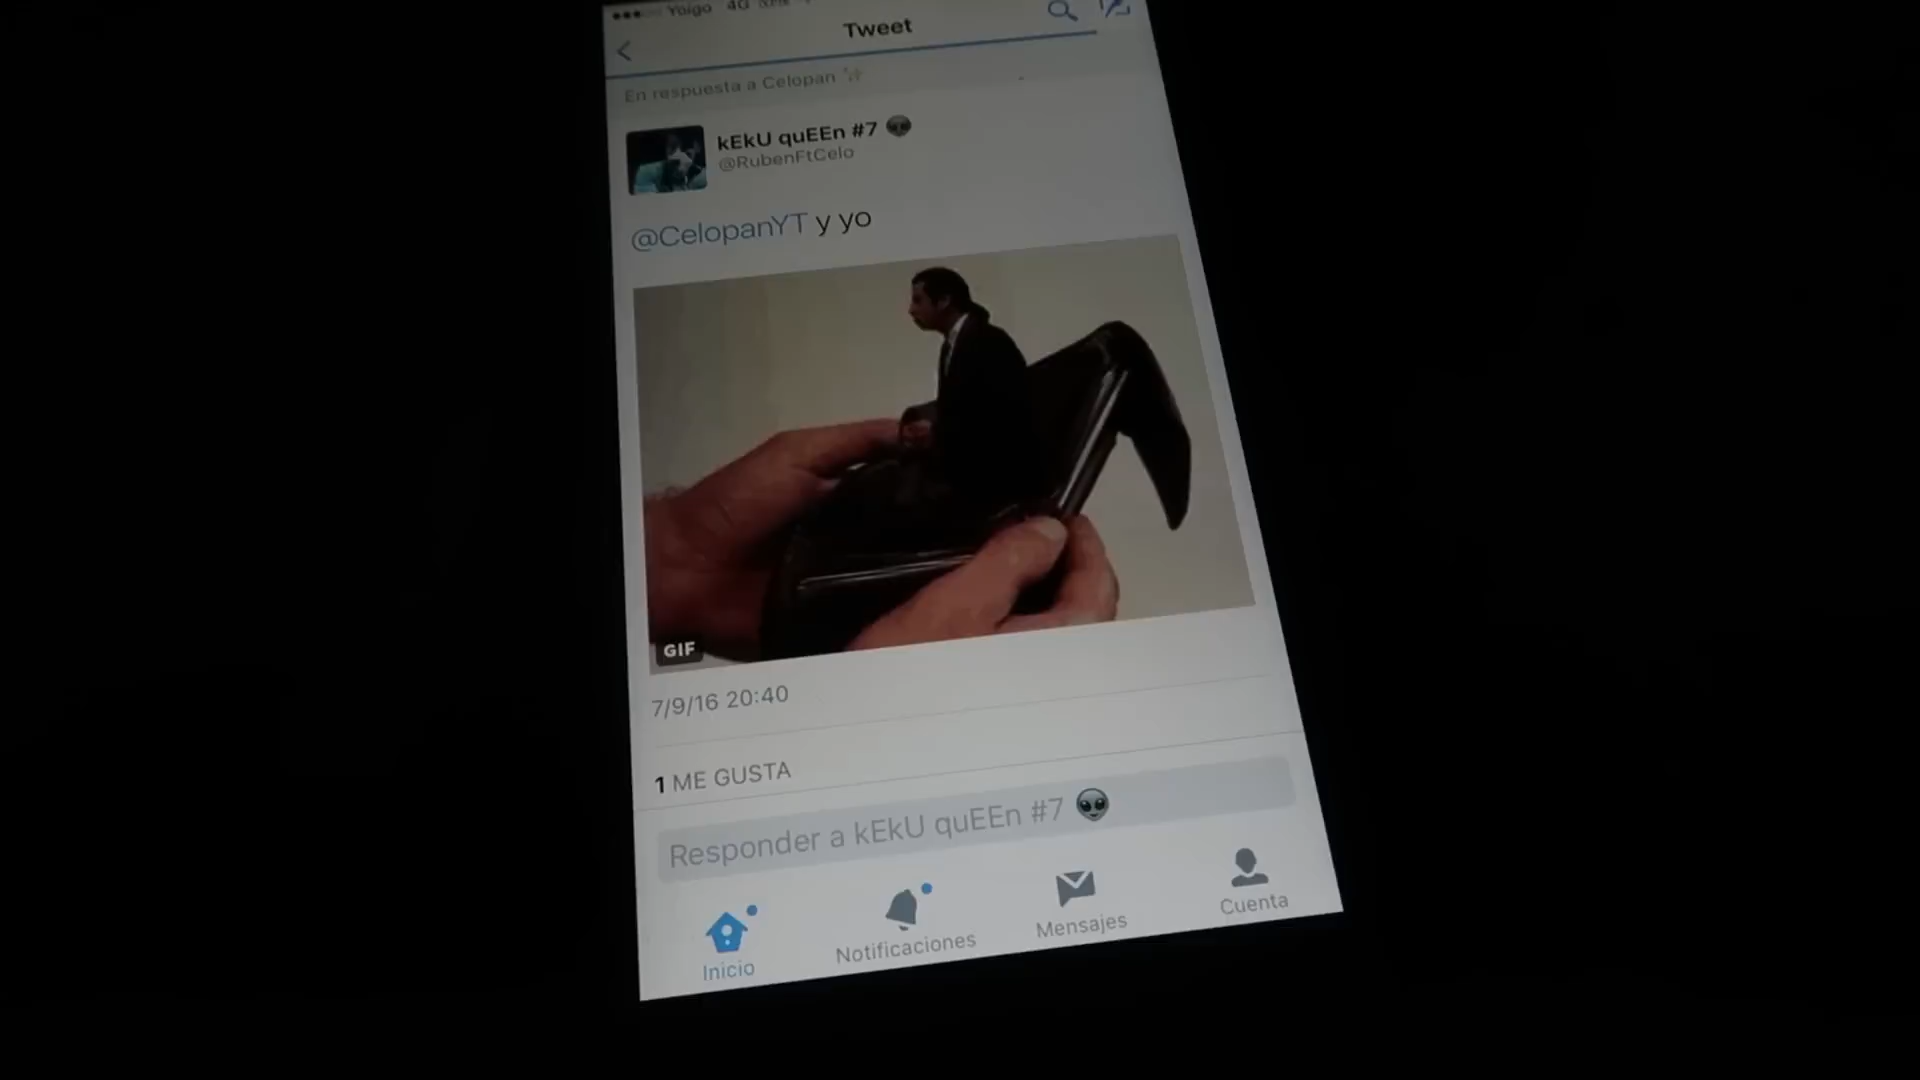 Yoigo 4G
Tweet
En respuesta a Celopan
kEkU quEEn #7
@RubenFtCelo
@CelopanYT y yo
GIF
7/9/16 20:40
1 ME GUSTA
Responder a kEkU quEEn #7
Inicio
Notificaciones
Mensajes
Cuenta